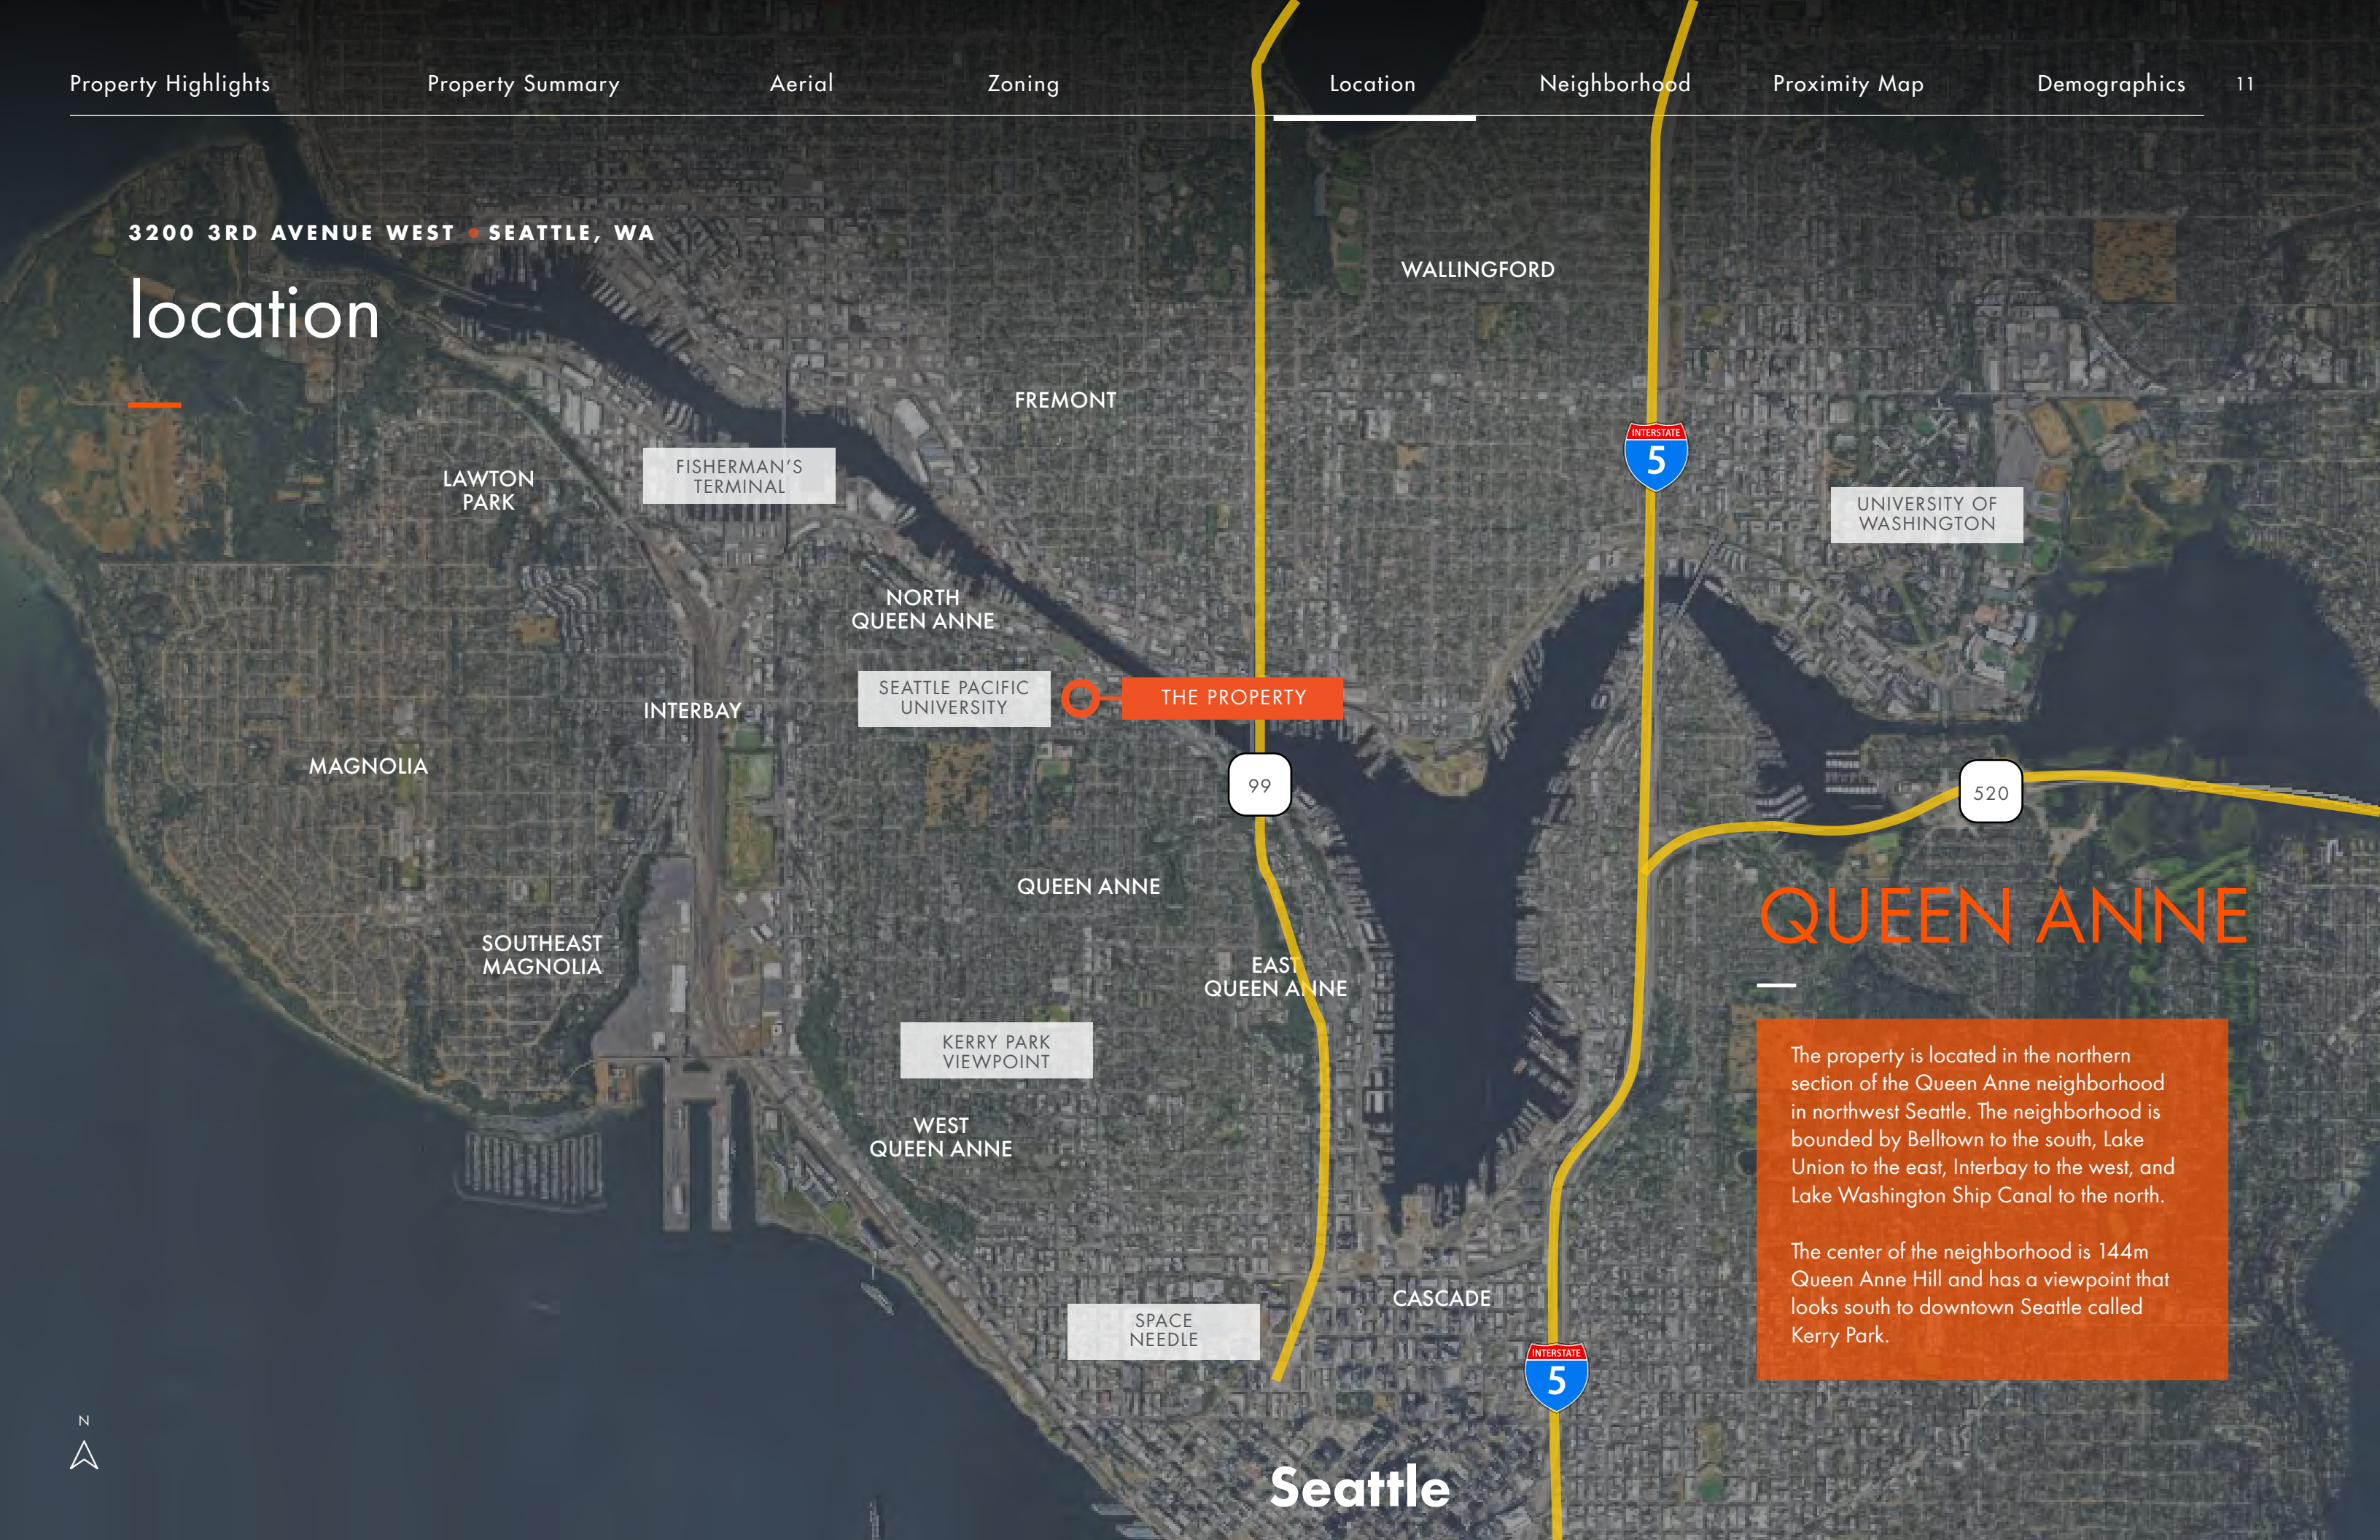 Property Highlights
Property Summary
Aerial
Zoning
Location
Neighborhood
Proximity Map
Demographics
11
3200 3RD AVENUE WEST • SEATTLE, WA
location
WALLINGFORD
FREMONT
INTERSTATE
5
LAWTON
PARK
FISHERMAN'S
TERMINAL
UNIVERSITY OF
WASHINGTON
NORTH
QUEEN ANNE
SEATTLE PACIFIC
UNIVERSITY
THE PROPERTY
INTERBAY
MAGNOLIA
99
520
QUEEN ANNE
SOUTHEAST
MAGNOLIA
EAST
QUEEN ANNE
KERRY PARK
VIEWPOINT
WEST
QUEEN ANNE
SPACE
NEEDLE
CASCADE
INTERSTATE
5
Seattle
N
QUEEN ANNE
The property is located in the northern
section of the Queen Anne neighborhood
in northwest Seattle. The neighborhood is
bounded by Belltown to the south, Lake
Union to the east, Interbay to the west, and
Lake Washington Ship Canal to the north.
The center of the neighborhood is 144m
Queen Anne Hill and has a viewpoint that
looks south to downtown Seattle called
Kerry Park.